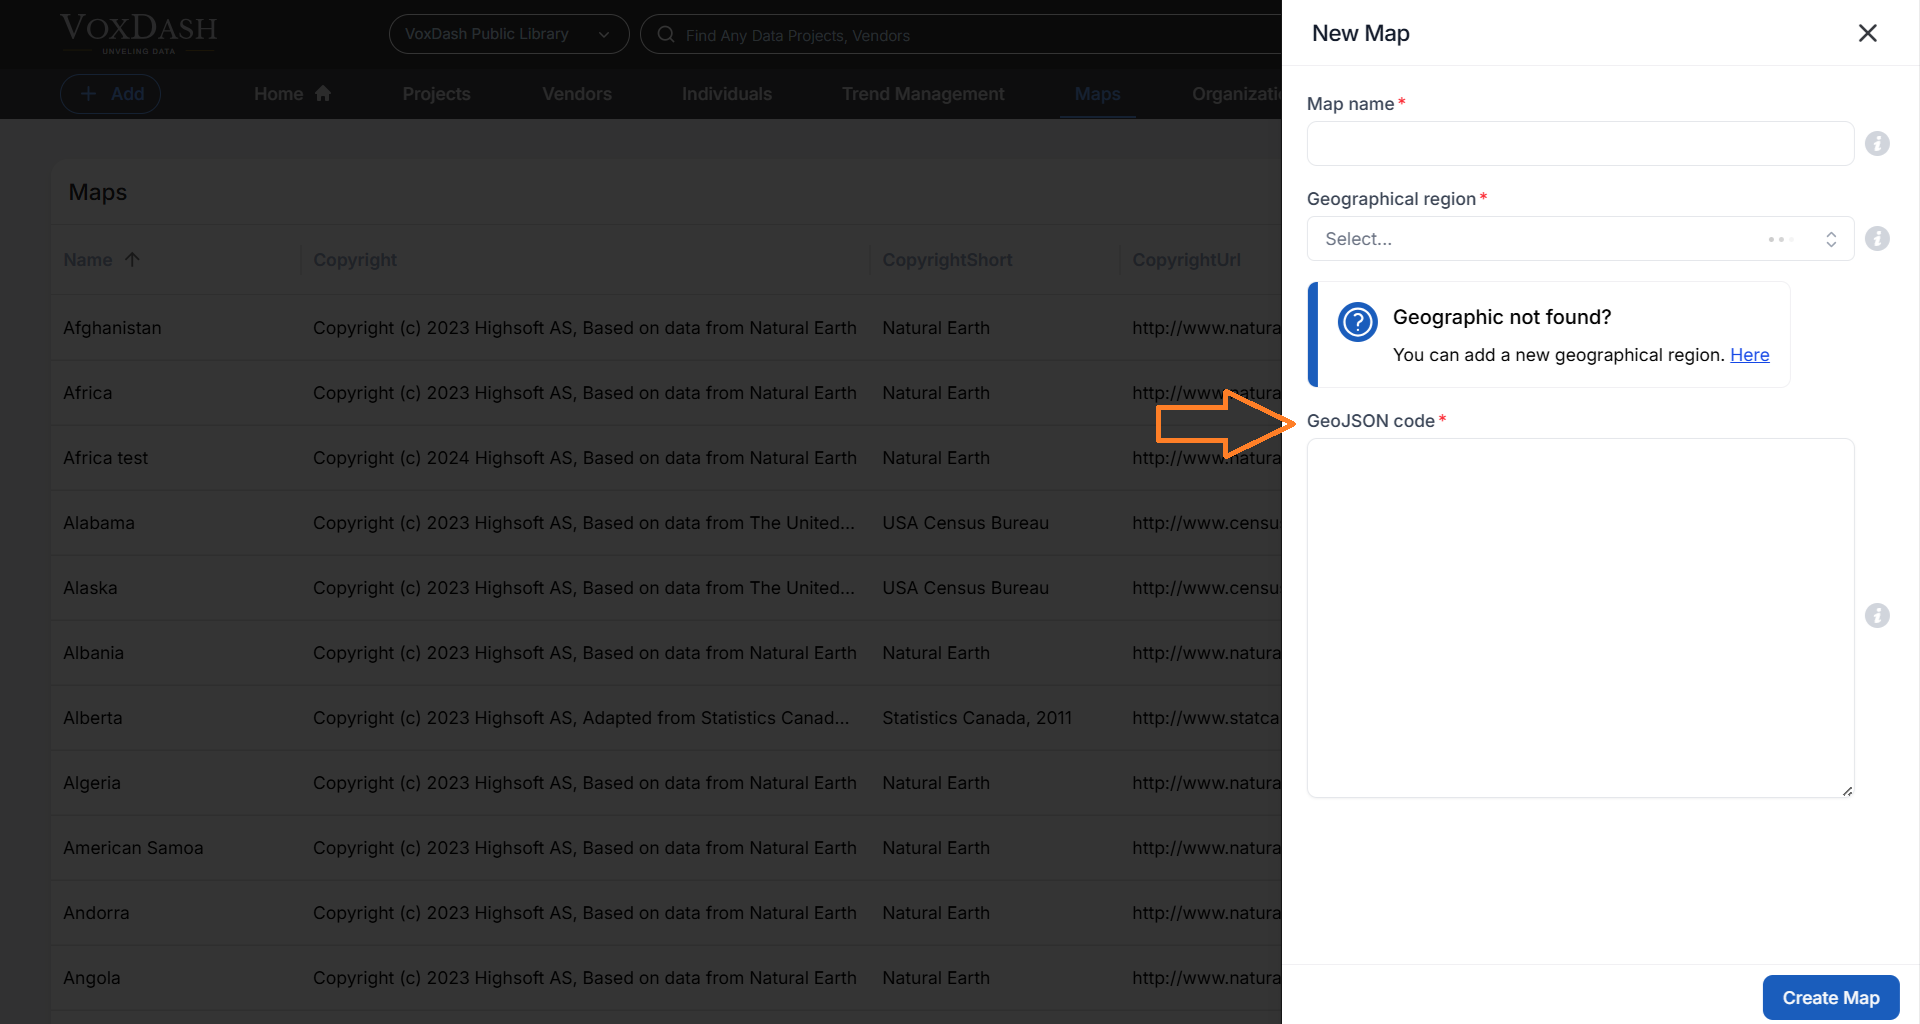 VOXDASH
UNVEILING DATA
VoxDash Public Library
Find Any Data Projects, Vendors
+ Add
Home
Projects
Vendors
Individuals
Trend Management
Maps
Organizatio
Maps
Name
Copyright
CopyrightShort
CopyrightUrl
Afghanistan
Copyright (c) 2023 Highsoft AS, Based on data from Natural Earth
Natural Earth
http://www.natura
Africa
Copyright (c) 2023 Highsoft AS, Based on data from Natural Earth
Natural Earth
http://www.natura
Africa test
Copyright (c) 2024 Highsoft AS, Based on data from Natural Earth
Natural Earth
http://www.natura
Alabama
Copyright (c) 2023 Highsoft AS, Based on data from The United...
USA Census Bureau
http://www.censu
Alaska
Copyright (c) 2023 Highsoft AS, Based on data from The United...
USA Census Bureau
http://www.censu
Albania
Copyright (c) 2023 Highsoft AS, Based on data from Natural Earth
Natural Earth
http://www.natura
Alberta
Copyright (c) 2023 Highsoft AS, Adapted from Statistics Canad...
Statistics Canada, 2011
http://www.statca
Algeria
Copyright (c) 2023 Highsoft AS, Based on data from Natural Earth
Natural Earth
http://www.natura
American Samoa
Copyright (c) 2023 Highsoft AS, Based on data from Natural Earth
Natural Earth
http://www.natura
Andorra
Copyright (c) 2023 Highsoft AS, Based on data from Natural Earth
Natural Earth
http://www.natura
Angola
Copyright (c) 2023 Highsoft AS, Based on data from Natural Earth
Natural Earth
http://www.natura
New Map
Map name *
Geographical region *
Select...
Geographic not found?
You can add a new geographical region. Here
GeoJSON code *
Create Map